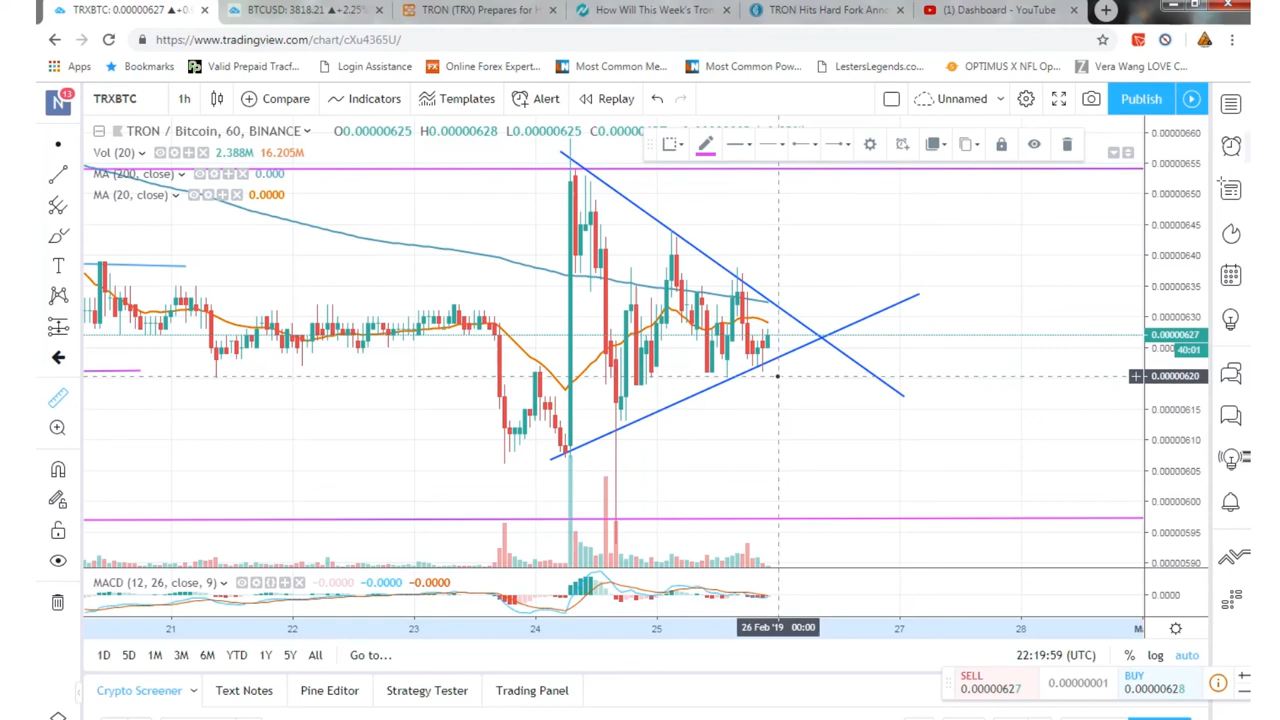 TRXBTC: 0.00000627 ▲+0.
BTCUSD: 3818.21 ▲+2.25%
TRON (TRX) Prepares for H
How Will This Week's Tron
TRON Hits Hard Fork Anno
(1) Dashboard - YouTube
https://www.tradingview.com/chart/cXu4365U/
Apps
Bookmarks
Valid Prepaid Tracf...
Login Assistance
Online Forex Expert...
Most Common Me...
Most Common Pow...
LestersLegends.co...
OPTIMUS X NFL Op...
Vera Wang LOVE C...
N 13
TRXBTC
1h
Compare
Indicators
Templates
Alert
Replay
Unnamed
Publish
TRON / Bitcoin, 60, BINANCE
O0.00000625 H0.00000628 L0.00000625
Vol (20) 2.388M 16.205M
MA (200, close) 0.000
MA (20, close) 0.0000
0.00000660
0.00000655
0.00000650
0.00000645
0.00000640
0.00000635
0.00000630
0.00000627
40:01
0.00000620
0.00000615
0.00000610
0.00000605
0.00000600
0.00000595
0.00000590
MACD (12, 26, close, 9) −0.0000 −0.0000 −0.0000
0.0000
21
22
23
24
25
26 Feb '19 00:00
27
28
M
1D 5D 1M 3M 6M YTD 1Y 5Y All
Go to...
22:19:59 (UTC)
% log auto
SELL
0.00000627
0.00000001
BUY
0.00000628
Crypto Screener
Text Notes
Pine Editor
Strategy Tester
Trading Panel